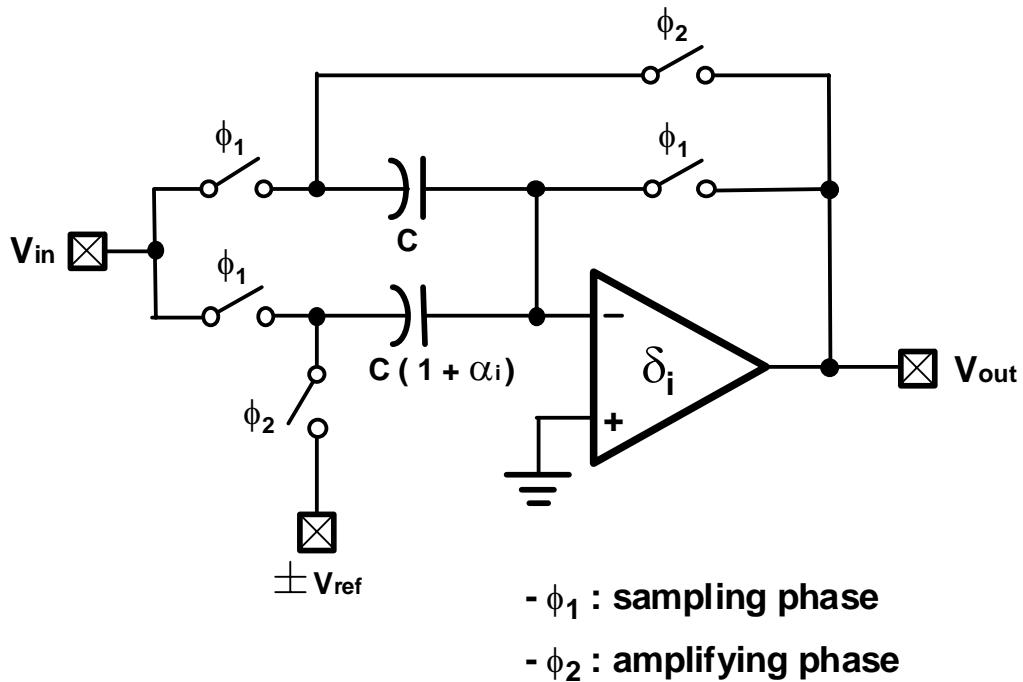 ϕ2
ϕ1
ϕ1
Vin
C
ϕ1
C ( 1 + αi)
−
δi
+
Vout
ϕ2
± Vref
- ϕ1 : sampling phase
- ϕ2 : amplifying phase